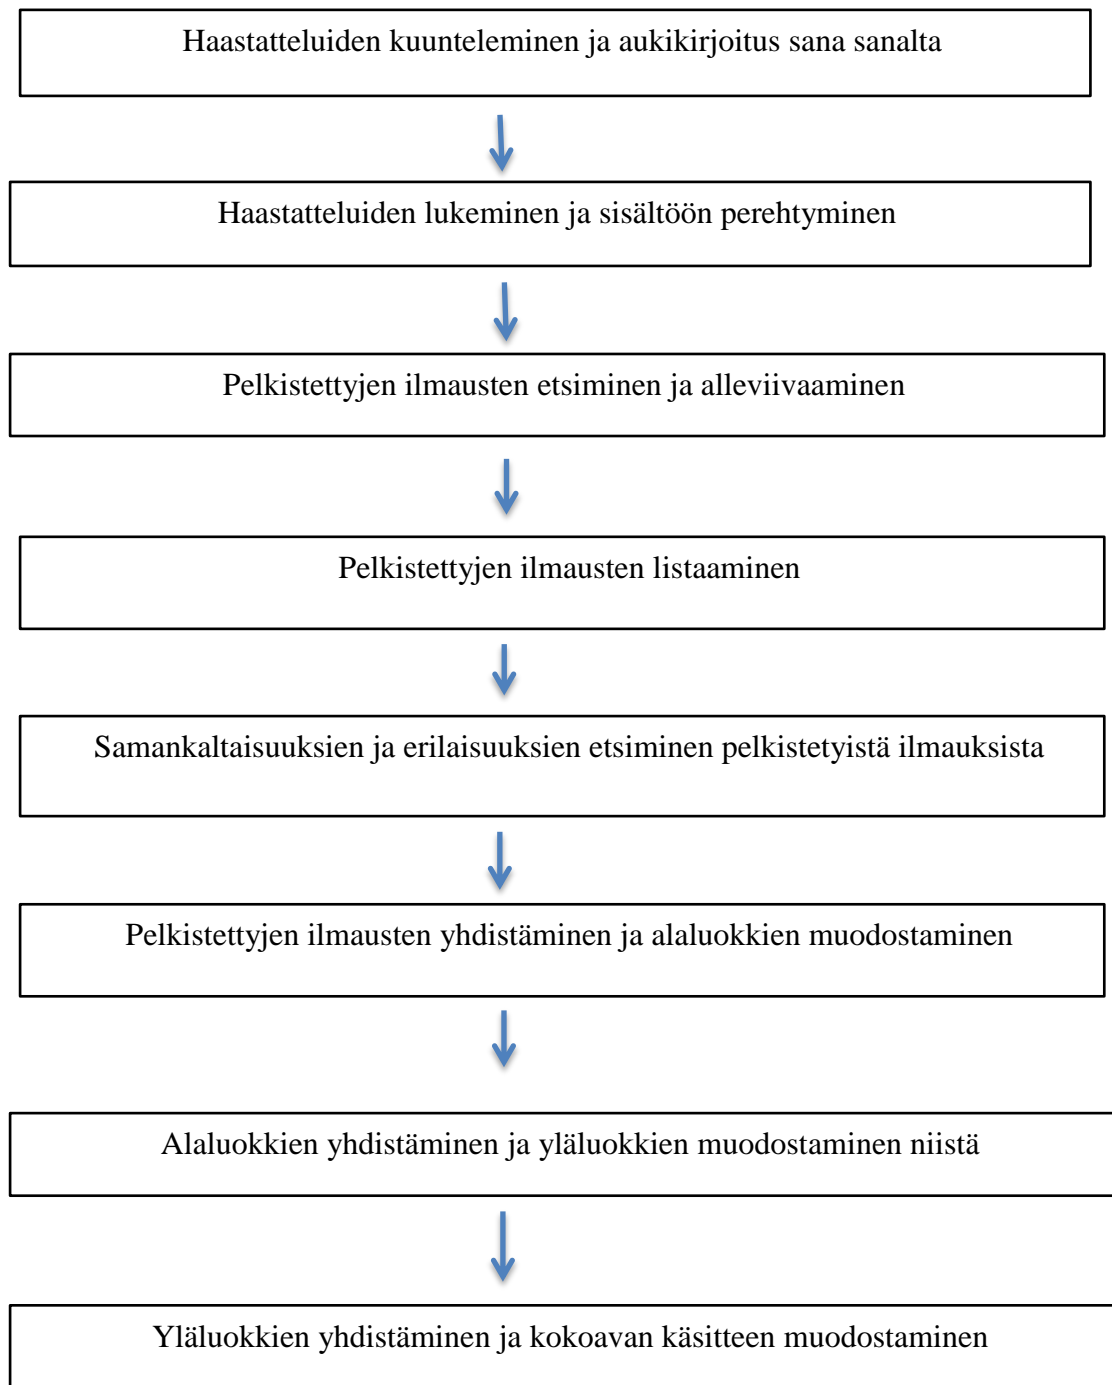 Haastatteluiden kuunteleminen ja aukikirjoitus sana sanalta
Haastatteluiden lukeminen ja sisältöön perehtyminen
Pelkistettyjen ilmausten etsiminen ja alleviivaaminen
Pelkistettyjen ilmausten listaaminen
Samankaltaisuuksien ja erilaisuuksien etsiminen pelkistetyistä ilmauksista
Pelkistettyjen ilmausten yhdistäminen ja alaluokkien muodostaminen
Alaluokkien yhdistäminen ja yläluokkien muodostaminen niistä
Yläluokkien yhdistäminen ja kokoavan käsitteen muodostaminen